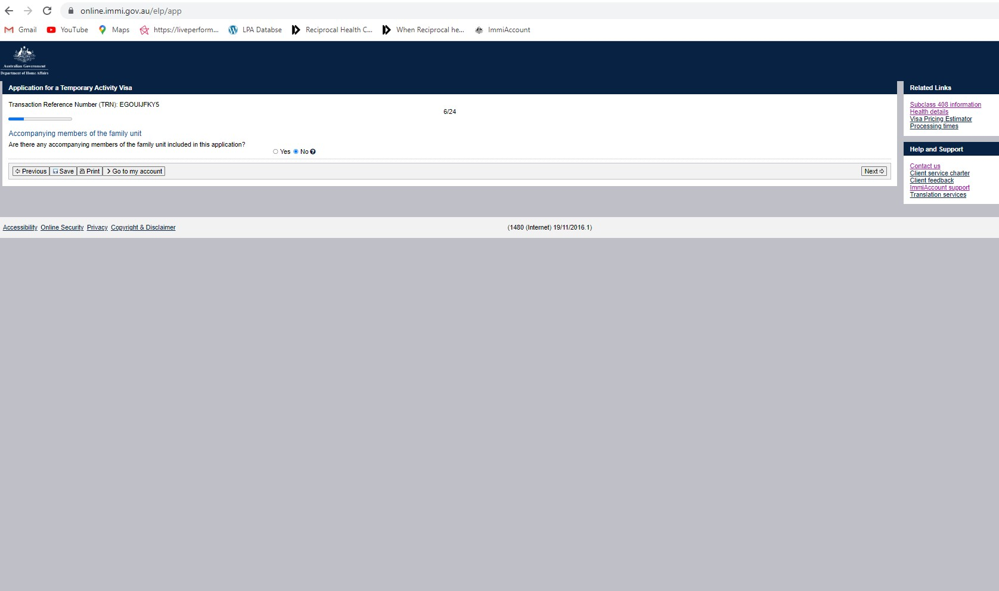 online.immi.gov.au/elp/app
Gmail YouTube Maps https://liveperform... LPA Databse Reciprocal Health C... When Reciprocal he... ImmiAccount
Australian Government
Department of Home Affairs
Application for a Temporary Activity Visa
Transaction Reference Number (TRN): EGOUIJFKY5
6/24
Accompanying members of the family unit
Are there any accompanying members of the family unit included in this application?
Yes No
Previous Save Print Go to my account Next
Related Links
Subclass 408 information
Health details
Visa Pricing Estimator
Processing times
Help and Support
Contact us
Client service charter
Client feedback
ImmiAccount support
Translation services
Accessibility Online Security Privacy Copyright & Disclaimer (1480 (Internet) 19/11/2016.1)